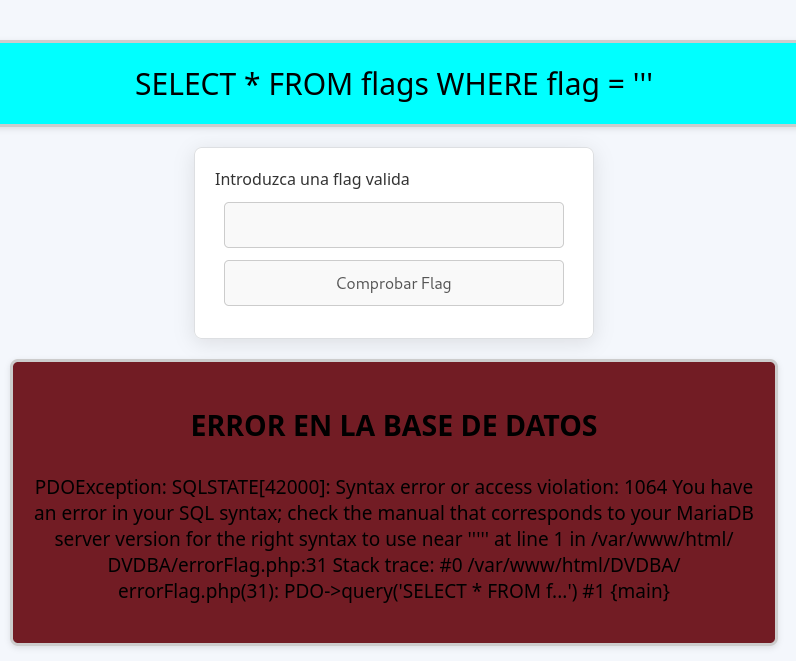 SELECT * FROM flags WHERE flag = '''
Introduzca una flag valida
Comprobar Flag
ERROR EN LA BASE DE DATOS
PDOException: SQLSTATE[42000]: Syntax error or access violation: 1064 You have
an error in your SQL syntax; check the manual that corresponds to your MariaDB
server version for the right syntax to use near ''''' at line 1 in /var/www/html/
DVDBA/errorFlag.php:31 Stack trace: #0 /var/www/html/DVDBA/
errorFlag.php(31): PDO->query('SELECT * FROM f...') #1 {main}